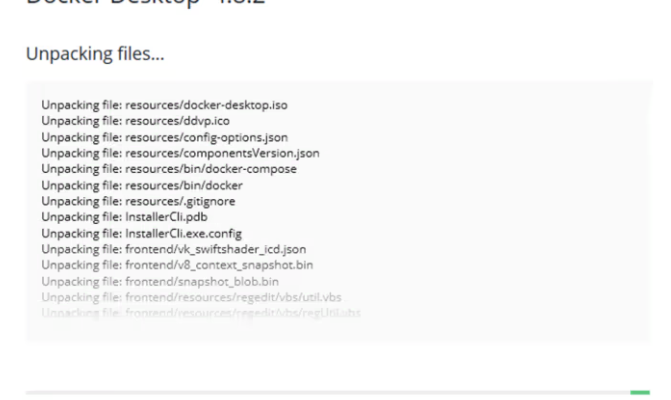 Docker Desktop 4.8.2
Unpacking files...
Unpacking file: resources/docker-desktop.iso
Unpacking file: resources/ddvp.ico
Unpacking file: resources/config-options.json
Unpacking file: resources/componentsVersion.json
Unpacking file: resources/bin/docker-compose
Unpacking file: resources/bin/docker
Unpacking file: resources/.gitignore
Unpacking file: InstallerCli.pdb
Unpacking file: InstallerCli.exe.config
Unpacking file: frontend/vk_swiftshader_icd.json
Unpacking file: frontend/v8_context_snapshot.bin
Unpacking file: frontend/snapshot_blob.bin
Unpacking file: frontend/resources/regedit/vbs/util.vbs
Unpacking file: frontend/resources/regedit/vbs/regUtil.vbs